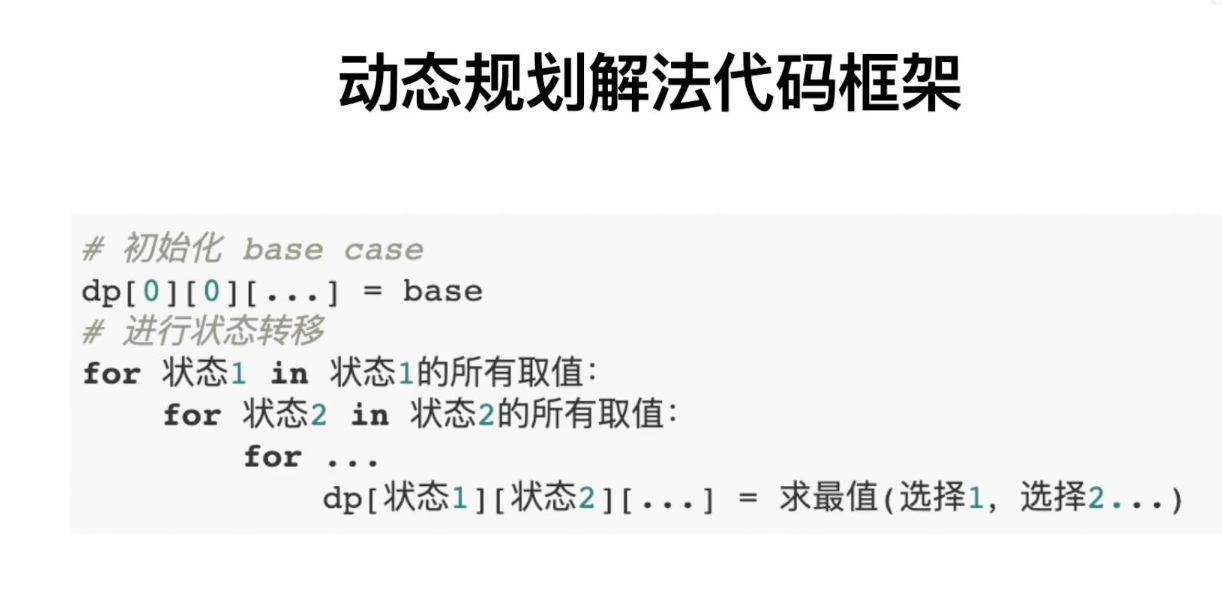 动态规划解法代码框架
# 初始化 base case
dp[0][0][...] = base
# 进行状态转移
for 状态1 in 状态1的所有取值：
    for 状态2 in 状态2的所有取值：
        for ...
            dp[状态1][状态2][...] = 求最值(选择1，选择2...)